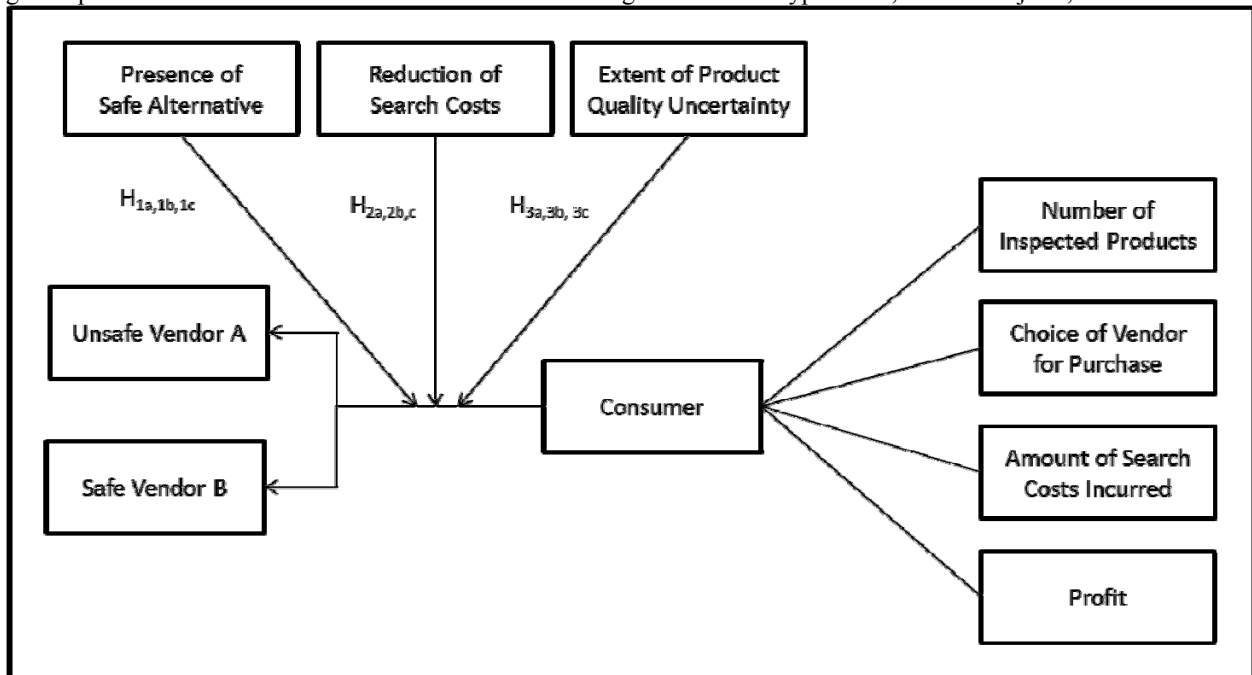 Presence of
Safe Alternative
Reduction of
Search Costs
Extent of Product
Quality Uncertainty
H1a,1b,1c
H2a,2b,c
H3a,3b, 3c
Number of
Inspected Products
Unsafe Vendor A
Choice of Vendor
for Purchase
Consumer
Safe Vendor B
Amount of Search
Costs Incurred
Profit